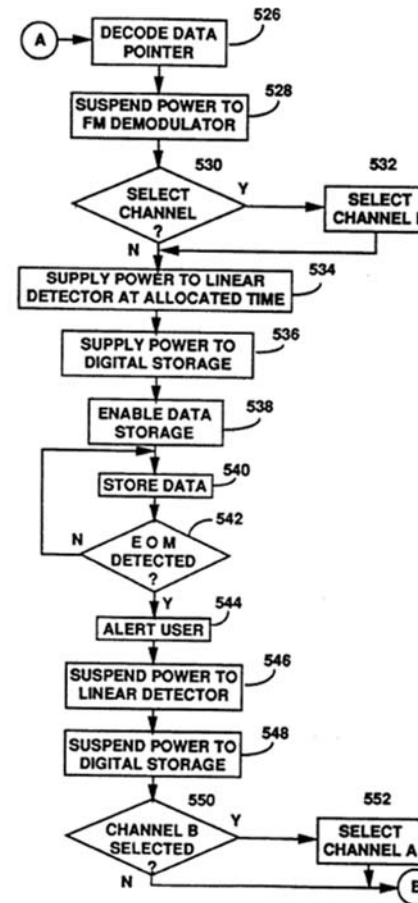 A
DECODE DATA
POINTER
526
SUSPEND POWER TO
FM DEMODULATOR
528
530
SELECT
CHANNEL
?
Y
N
532
SELECT
CHANNEL
SUPPLY POWER TO LINEAR
DETECTOR AT ALLOCATED TIME
534
SUPPLY POWER TO
DIGITAL STORAGE
536
ENABLE DATA
STORAGE
538
STORE DATA
540
N
E O M
DETECTED
?
542
Y
ALERT USER
544
SUSPEND POWER TO
LINEAR DETECTOR
546
SUSPEND POWER TO
DIGITAL STORAGE
548
550
CHANNEL B
SELECTED
?
Y
N
552
SELECT
CHANNEL A
B